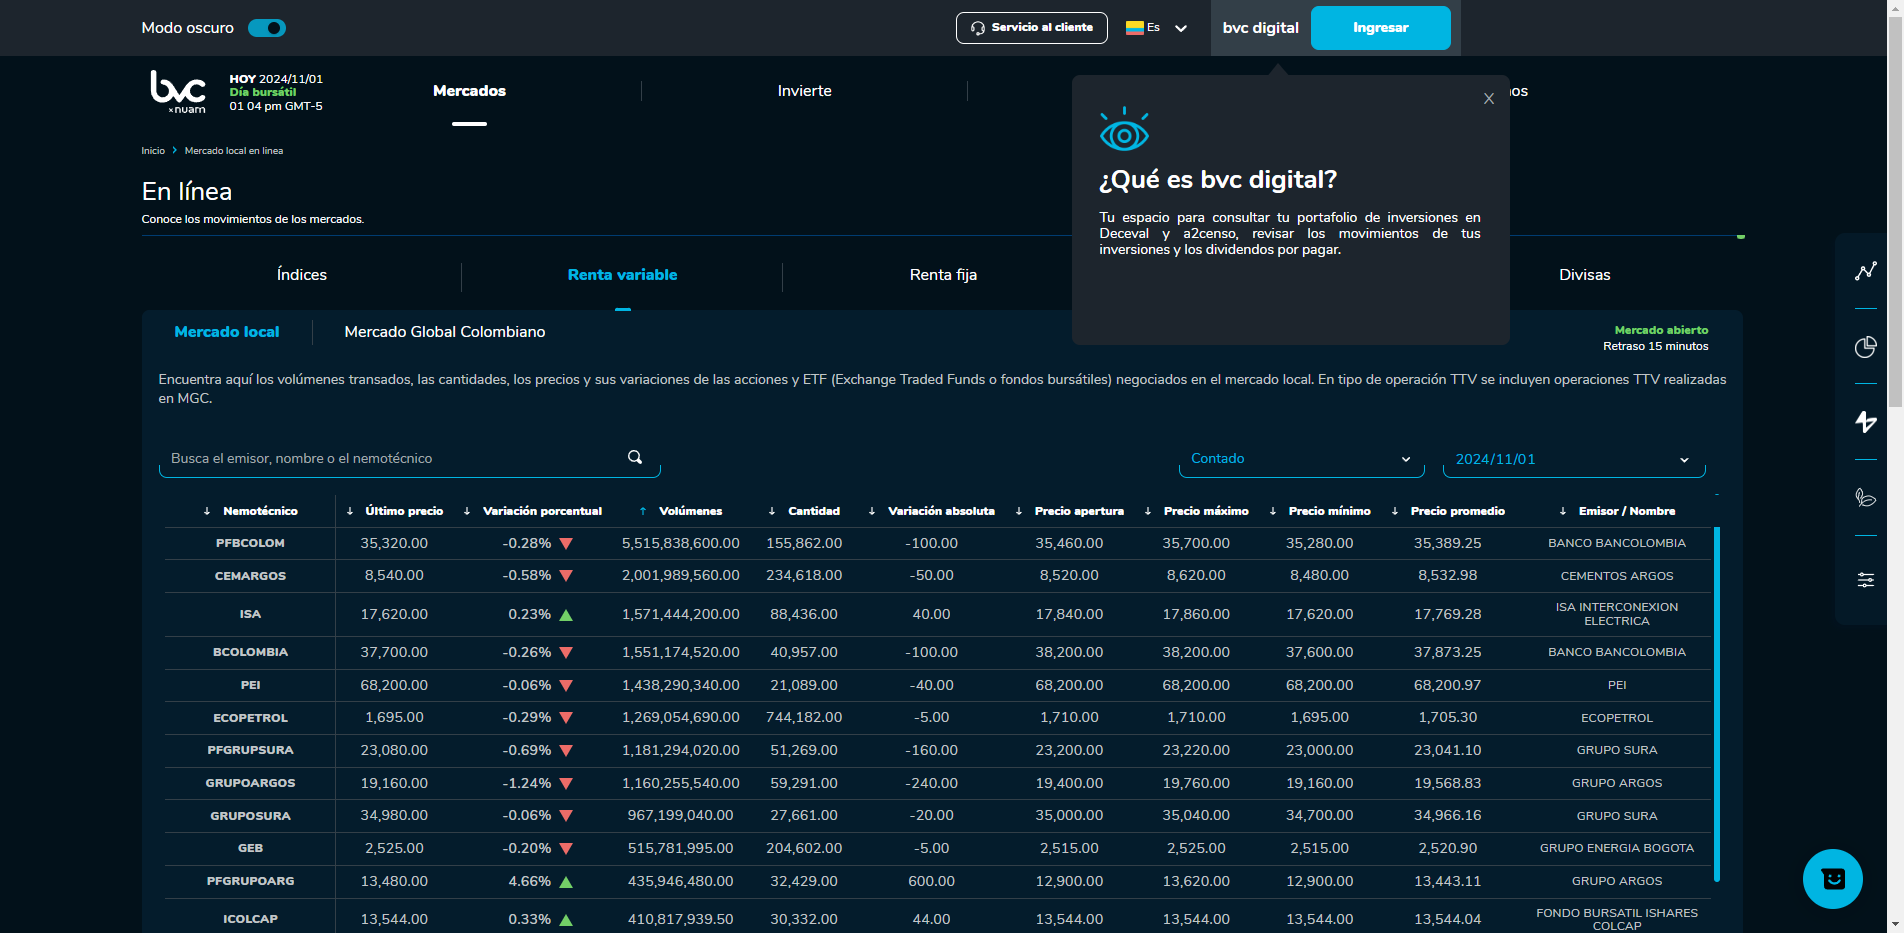 Modo oscuro
Servicio al cliente
Es
bvc digital
Ingresar
bvc
nuam
HOY 2024/11/01
Día bursátil
01 04 pm GMT-5
Mercados
Invierte
os
Inicio
Mercado local en linea
En línea
Conoce los movimientos de los mercados.
X
¿Qué es bvc digital?
Tu espacio para consultar tu portafolio de inversiones en
Deceval y a2censo, revisar los movimientos de tus
inversiones y los dividendos por pagar.
Índices
Renta variable
Renta fija
Divisas
Mercado local
Mercado Global Colombiano
Mercado abierto
Retraso 15 minutos
Encuentra aquí los volúmenes transados, las cantidades, los precios y sus variaciones de las acciones y ETF (Exchange Traded Funds o fondos bursátiles) negociados en el mercado local. En tipo de operación TTV se incluyen operaciones TTV realizadas
en MGC.
Busca el emisor, nombre o el nemotécnico
Contado
2024/11/01
↓ Nemotécnico ↓ Último precio ↓ Variación porcentual ↑ Volúmenes ↓ Cantidad ↓ Variación absoluta ↓ Precio apertura ↓ Precio máximo ↓ Precio mínimo ↓ Precio promedio ↓ Emisor / Nombre
PFBCOLOM 35,320.00 -0.28% 5,515,838,600.00 155,862.00 -100.00 35,460.00 35,700.00 35,280.00 35,389.25 BANCO BANCOLOMBIA
CEMARGOS 8,540.00 -0.58% 2,001,989,560.00 234,618.00 -50.00 8,520.00 8,620.00 8,480.00 8,532.98 CEMENTOS ARGOS
ISA 17,620.00 0.23% 1,571,444,200.00 88,436.00 40.00 17,840.00 17,860.00 17,620.00 17,769.28 ISA INTERCONEXION
ELECTRICA
BCOLOMBIA 37,700.00 -0.26% 1,551,174,520.00 40,957.00 -100.00 38,200.00 38,200.00 37,600.00 37,873.25 BANCO BANCOLOMBIA
PEI 68,200.00 -0.06% 1,438,290,340.00 21,089.00 -40.00 68,200.00 68,200.00 68,200.00 68,200.97 PEI
ECOPETROL 1,695.00 -0.29% 1,269,054,690.00 744,182.00 -5.00 1,710.00 1,710.00 1,695.00 1,705.30 ECOPETROL
PFGRUPSURA 23,080.00 -0.69% 1,181,294,020.00 51,269.00 -160.00 23,200.00 23,220.00 23,000.00 23,041.10 GRUPO SURA
GRUPOARGOS 19,160.00 -1.24% 1,160,255,540.00 59,291.00 -240.00 19,400.00 19,760.00 19,160.00 19,568.83 GRUPO ARGOS
GRUPOSURA 34,980.00 -0.06% 967,199,040.00 27,661.00 -20.00 35,000.00 35,040.00 34,700.00 34,966.16 GRUPO SURA
GEB 2,525.00 -0.20% 515,781,995.00 204,602.00 -5.00 2,515.00 2,525.00 2,515.00 2,520.90 GRUPO ENERGIA BOGOTA
PFGRUPOARG 13,480.00 4.66% 435,946,480.00 32,429.00 600.00 12,900.00 13,620.00 12,900.00 13,443.11 GRUPO ARGOS
ICOLCAP 13,544.00 0.33% 410,817,939.50 30,332.00 44.00 13,544.00 13,544.00 13,544.00 13,544.04 FONDO BURSATIL ISHARES
COLCAP